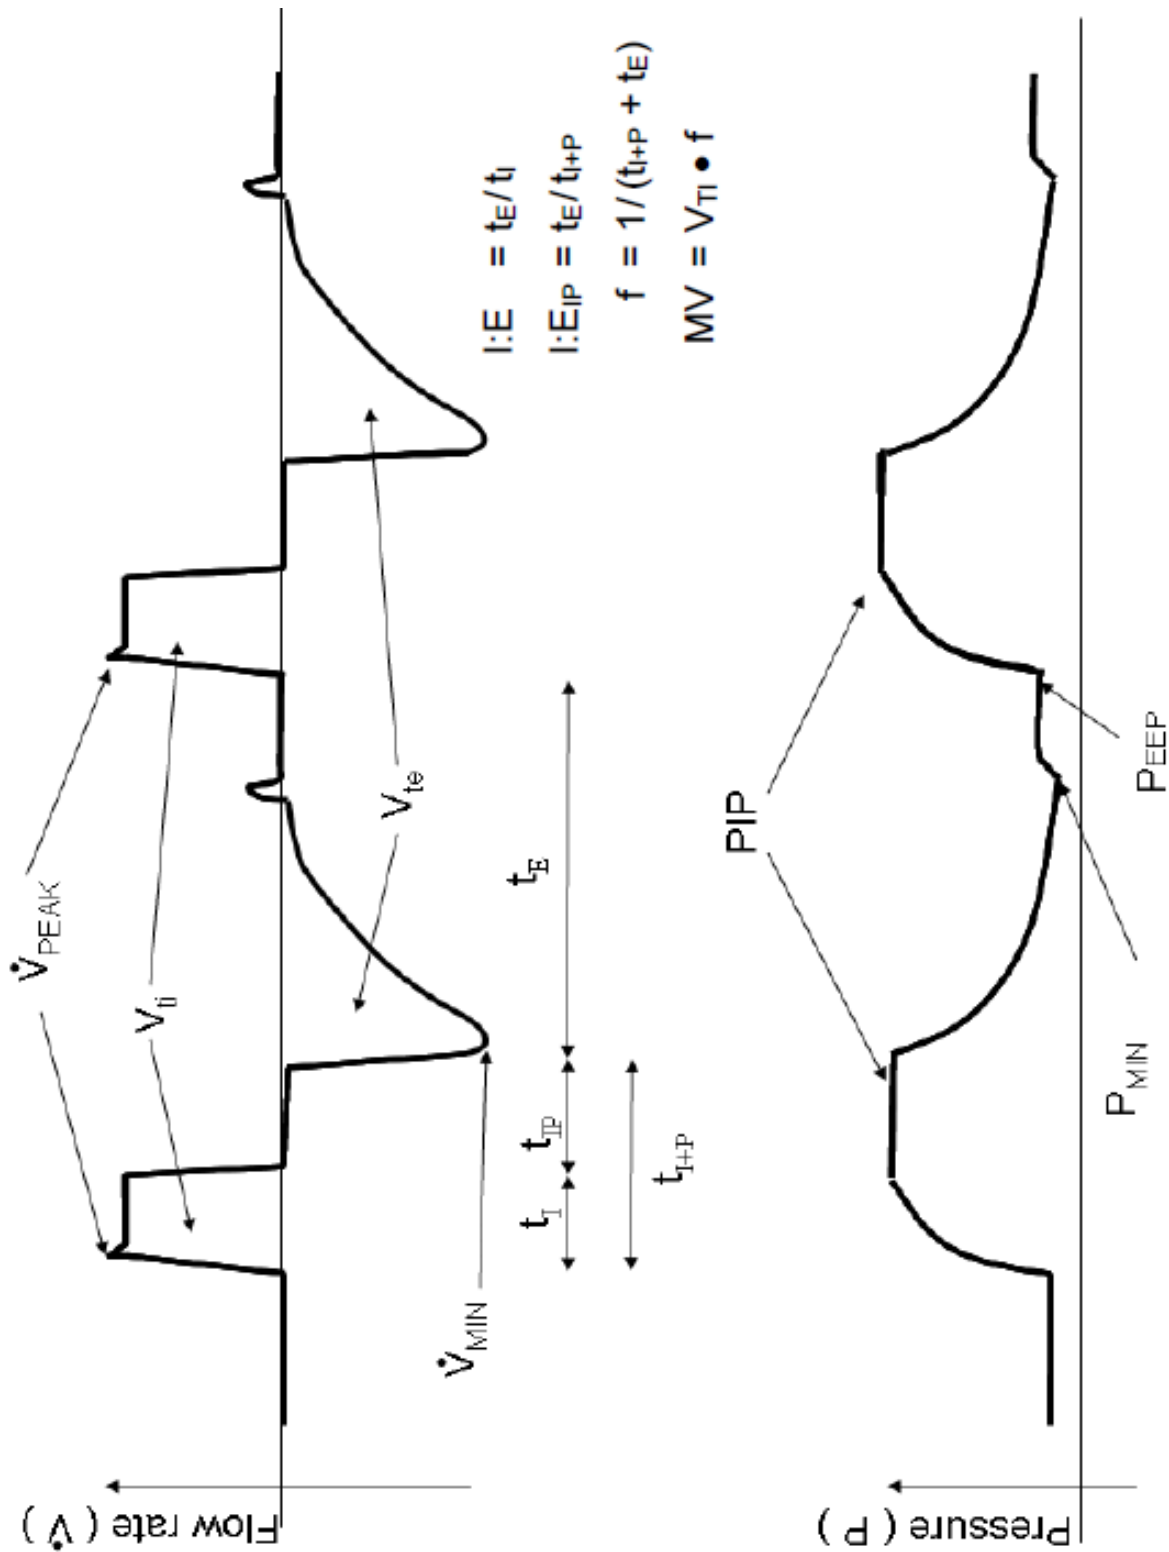 Flow rate ( V̇ )
V̇PEAK
Vti
Vte
V̇MIN
tI
tIP
tE
tI+P
I:E = tE/tI
I:EIP = tE/tI+P
f = 1/(tI+P + tE)
MV = VTI • f
Pressure ( P )
PIP
PMIN
PEEP